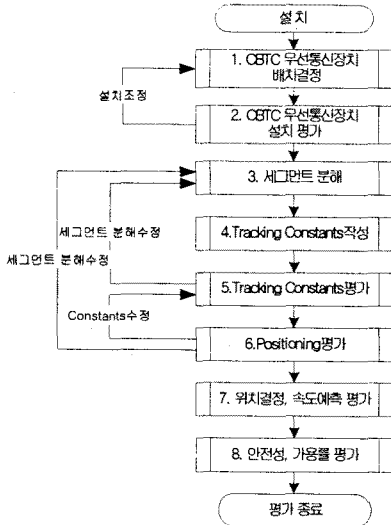 설치
1. CBTC 우선통신장치
배치결정
설치조정
2. CBTC 우선통신장치
설치 평가
3. 세그먼트 분해
세그먼트 분해수정
세그먼트 분해수정
4.Tracking Constants작성
5.Tracking Constants평가
Constants수정
6.Positioning평가
7. 위치결정, 속도예측 평가
8. 안전성, 가용률 평가
평가 종료